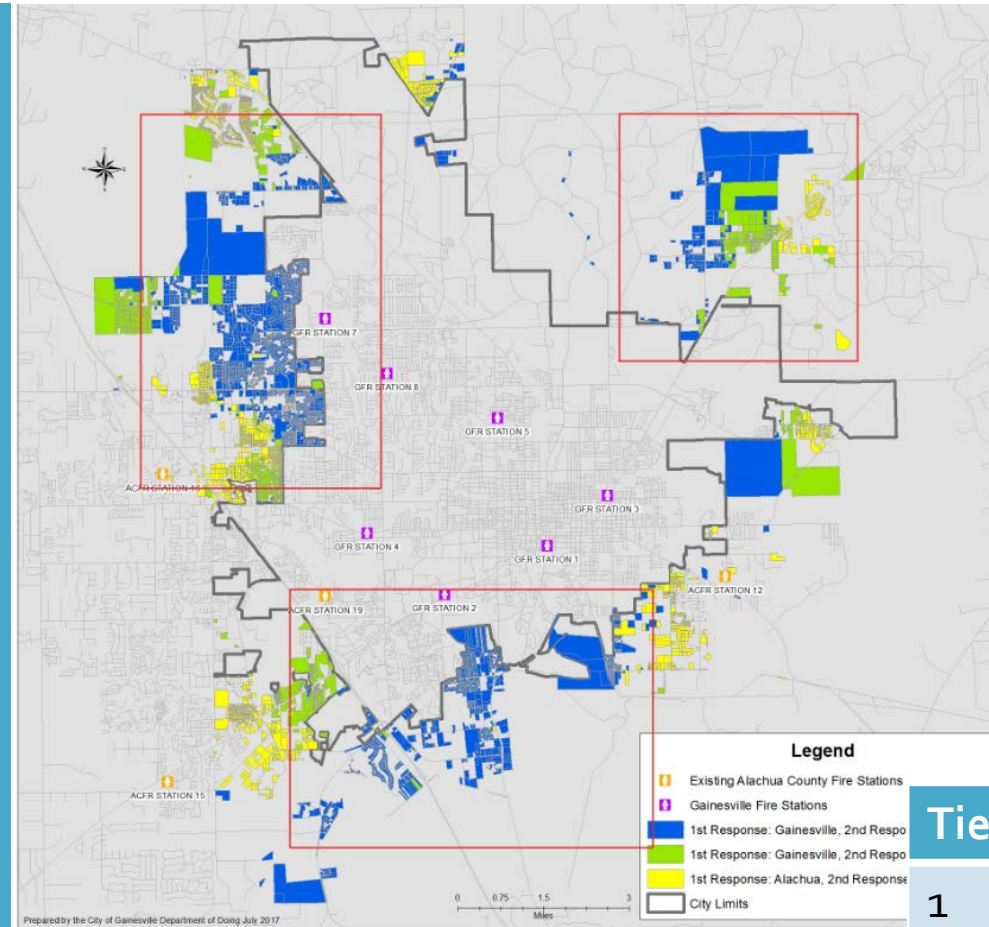 GFR STATION 7
GFR STATION 8
GFR STATION 5
ACFR STATION 16
GFR STATION 3
GFR STATION 4
GFR STATION 1
ACFR STATION 12
ACFR STATION 19
GFR STATION 2
ACFR STATION 15
Legend
Existing Alachua County Fire Stations
Gainesville Fire Stations
1st Response: Gainesville, 2nd Respo
1st Response: Gainesville, 2nd Respo
1st Response: Alachua, 2nd Response
City Limits
Tie
1
0 0.75 1.5 3
Miles
Prepared by the City of Gainesville Department of Doing July 2017